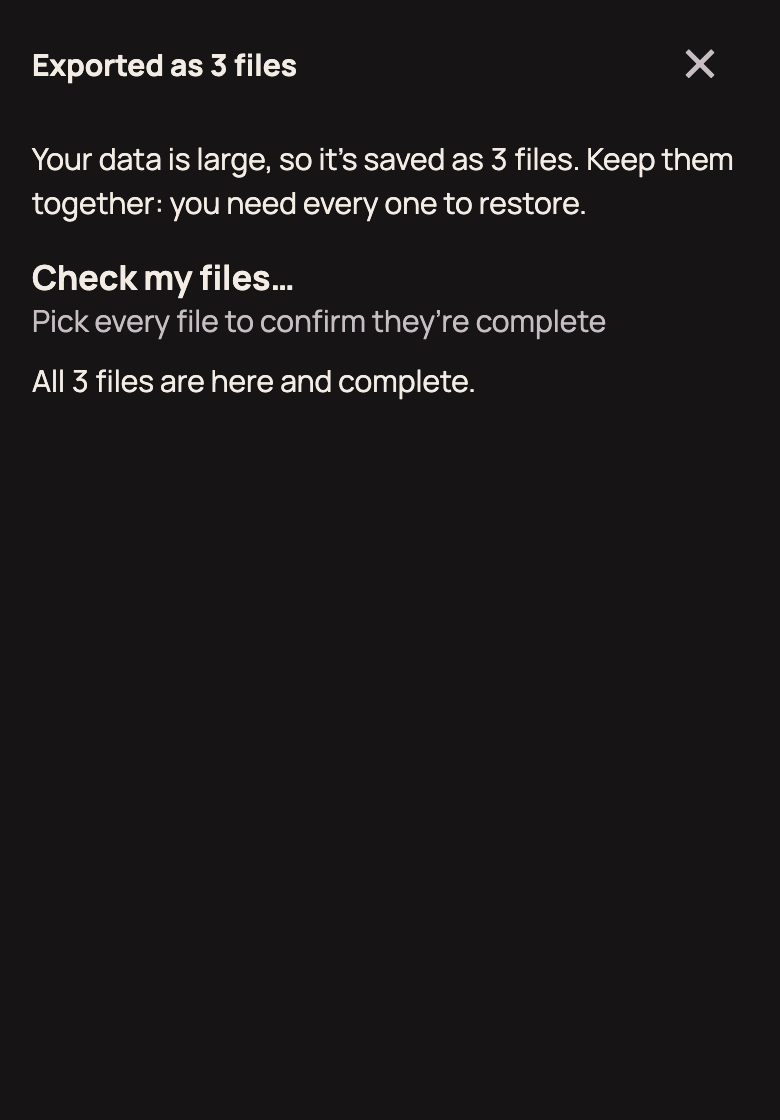 Exported as 3 files
Your data is large, so it’s saved as 3 files. Keep them
together: you need every one to restore.
Check my files…
Pick every file to confirm they’re complete
All 3 files are here and complete.